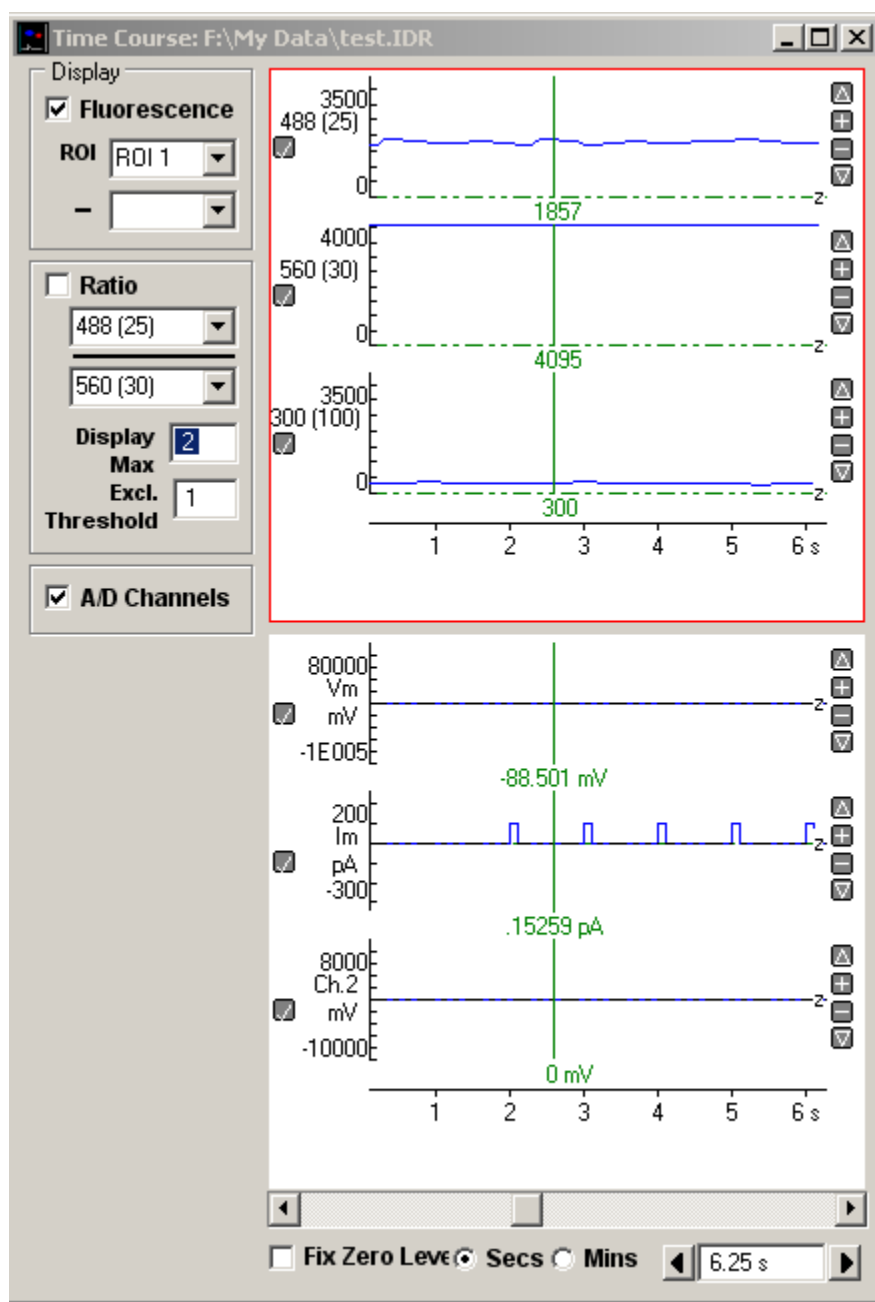 Time Course: F:\My Data\test.IDR
Display
Fluorescence
ROI ROI 1
–
Ratio
488 (25)
560 (30)
Display Max 2
Excl. Threshold 1
A/D Channels
3500
488 (25)
0
z
1857
4000
560 (30)
0
z
4095
3500
300 (100)
0
z
300
1 2 3 4 5 6 s
80000
Vm
mV
-1E005
z
-88.501 mV
200
Im
pA
-300
z
.15259 pA
8000
Ch.2
mV
-10000
z
0 mV
1 2 3 4 5 6 s
Fix Zero Leve Secs Mins 6.25 s